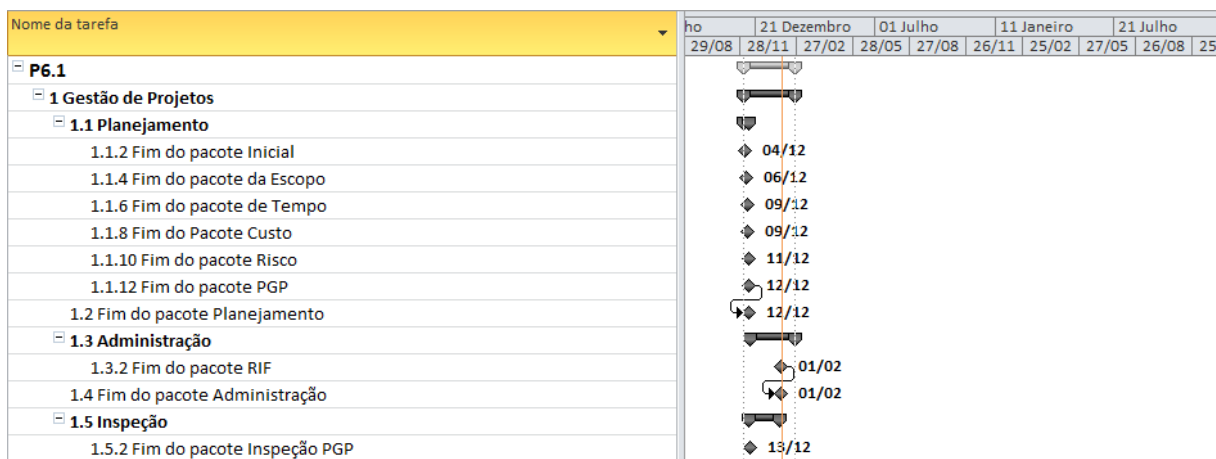 Nome da tarefa
ho 21 Dezembro 01 Julho 11 Janeiro 21 Julho
29/08 28/11 27/02 28/05 27/08 26/11 25/02 27/05 26/08 25
P6.1
1 Gestão de Projetos
1.1 Planejamento
1.1.2 Fim do pacote Inicial 04/12
1.1.4 Fim do pacote da Escopo 06/12
1.1.6 Fim do pacote de Tempo 09/12
1.1.8 Fim do Pacote Custo 09/12
1.1.10 Fim do pacote Risco 11/12
1.1.12 Fim do pacote PGP 12/12
1.2 Fim do pacote Planejamento 12/12
1.3 Administração
1.3.2 Fim do pacote RIF 01/02
1.4 Fim do pacote Administração 01/02
1.5 Inspeção
1.5.2 Fim do pacote Inspeção PGP 13/12